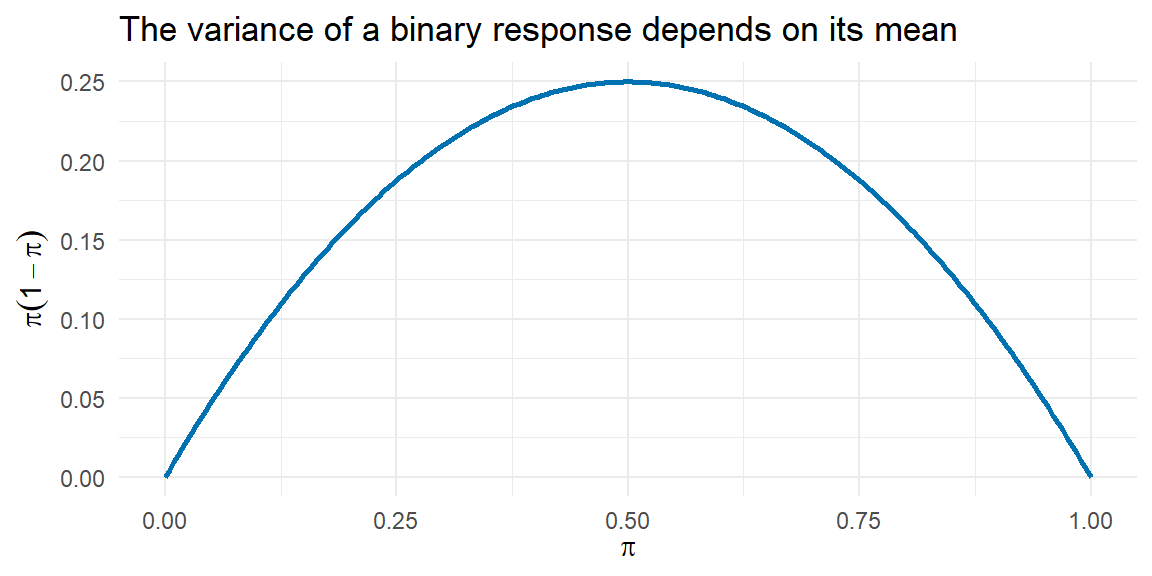 The variance of a binary response depends on its mean
π(1 − π)
0.25
0.20
0.15
0.10
0.05
0.00
0.00 0.25 0.50 0.75 1.00
π